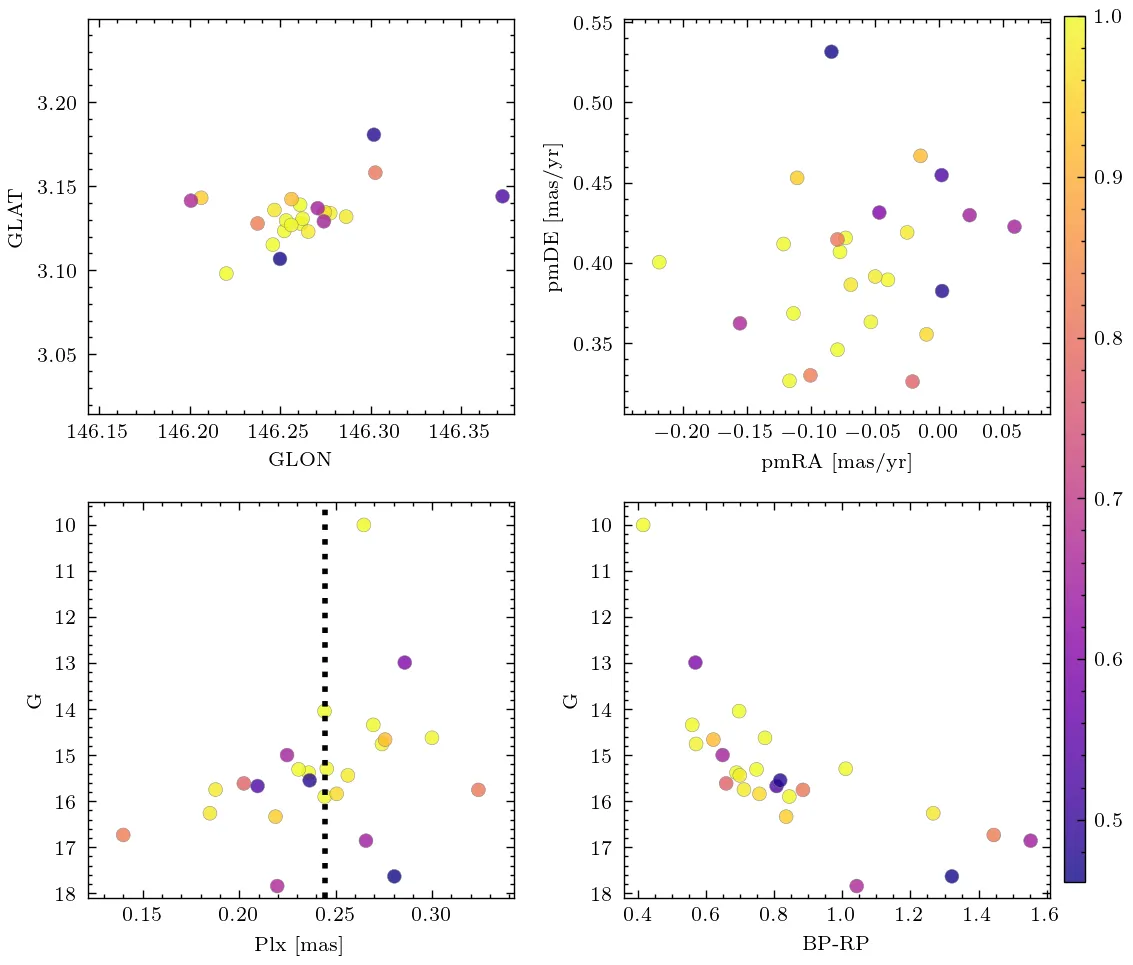 3.20
3.15
3.10
3.05
GLAT
146.15 146.20 146.25 146.30 146.35
GLON
0.55
0.50
0.45
0.40
0.35
pmDE [mas/yr]
−0.20 −0.15 −0.10 −0.05 0.00 0.05
pmRA [mas/yr]
1.0
0.9
0.8
0.7
0.6
0.5
10
11
12
13
14
15
16
17
18
G
0.15 0.20 0.25 0.30
Plx [mas]
10
11
12
13
14
15
16
17
18
G
0.4 0.6 0.8 1.0 1.2 1.4 1.6
BP-RP